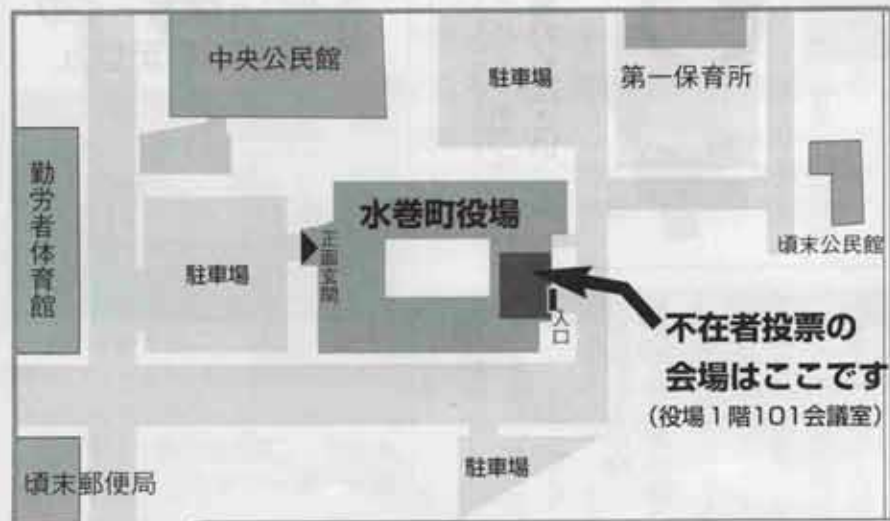 中央公民館
駐車場
第一保育所
勤労者体育館
水巻町役場
正面玄関
駐車場
頃末公民館
入口
不在者投票の
会場はここです
(役場1階101会議室)
頃末郵便局
駐車場